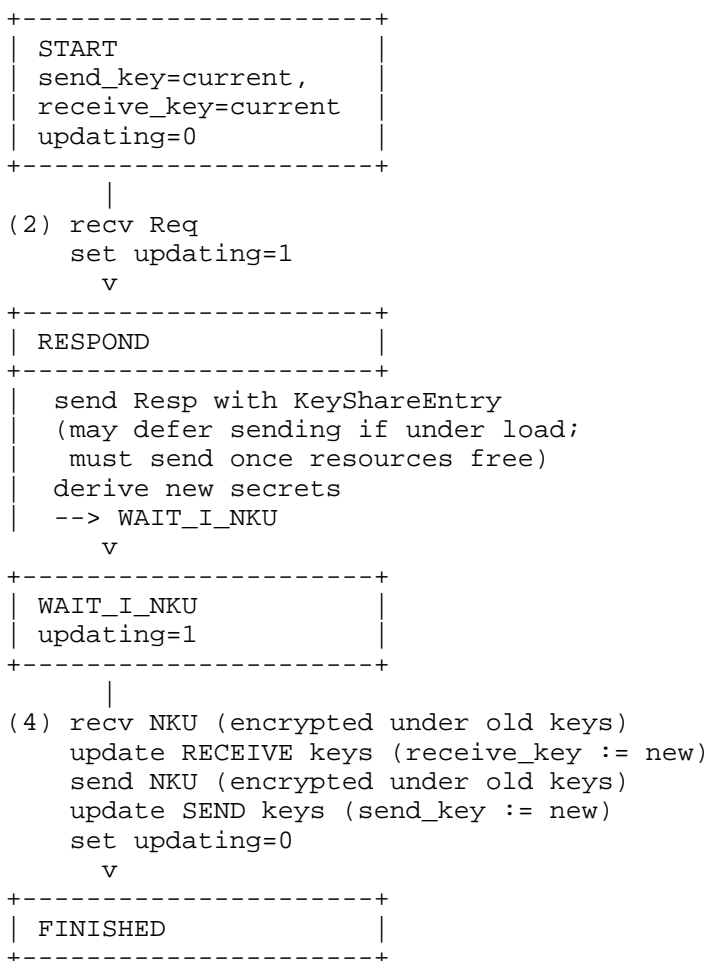 START
send_key=current,
receive_key=current
updating=0
(2) recv Req
set updating=1
v
RESPOND
send Resp with KeyShareEntry
(may defer sending if under load;
must send once resources free)
derive new secrets
--> WAIT_I_NKU
v
WAIT_I_NKU
updating=1
(4) recv NKU (encrypted under old keys)
update RECEIVE keys (receive_key := new)
send NKU (encrypted under old keys)
update SEND keys (send_key := new)
set updating=0
v
FINISHED